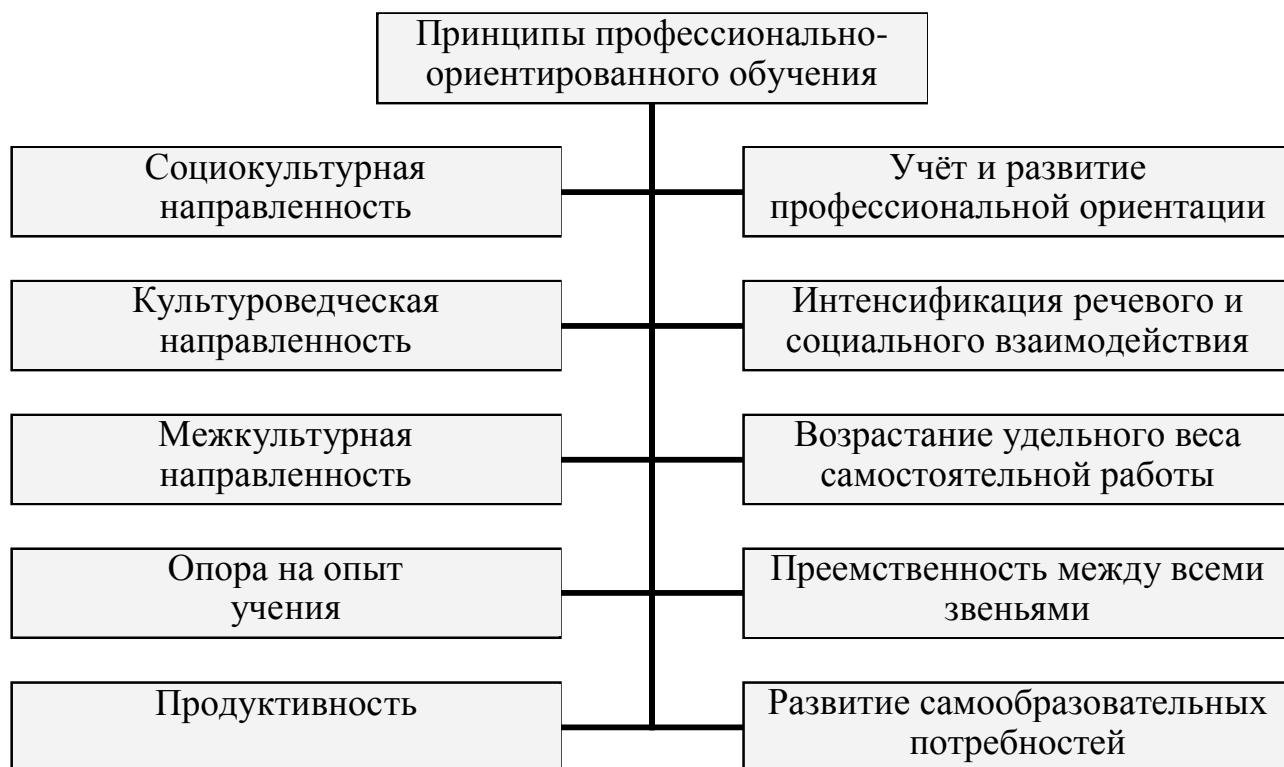 Принципы профессионально-
ориентированного обучения
Социокультурная
направленность
Учёт и развитие
профессиональной ориентации
Культуроведческая
направленность
Интенсификация речевого и
социального взаимодействия
Межкультурная
направленность
Возрастание удельного веса
самостоятельной работы
Опора на опыт
учения
Преемственность между всеми
звеньями
Продуктивность
Развитие самообразовательных
потребностей